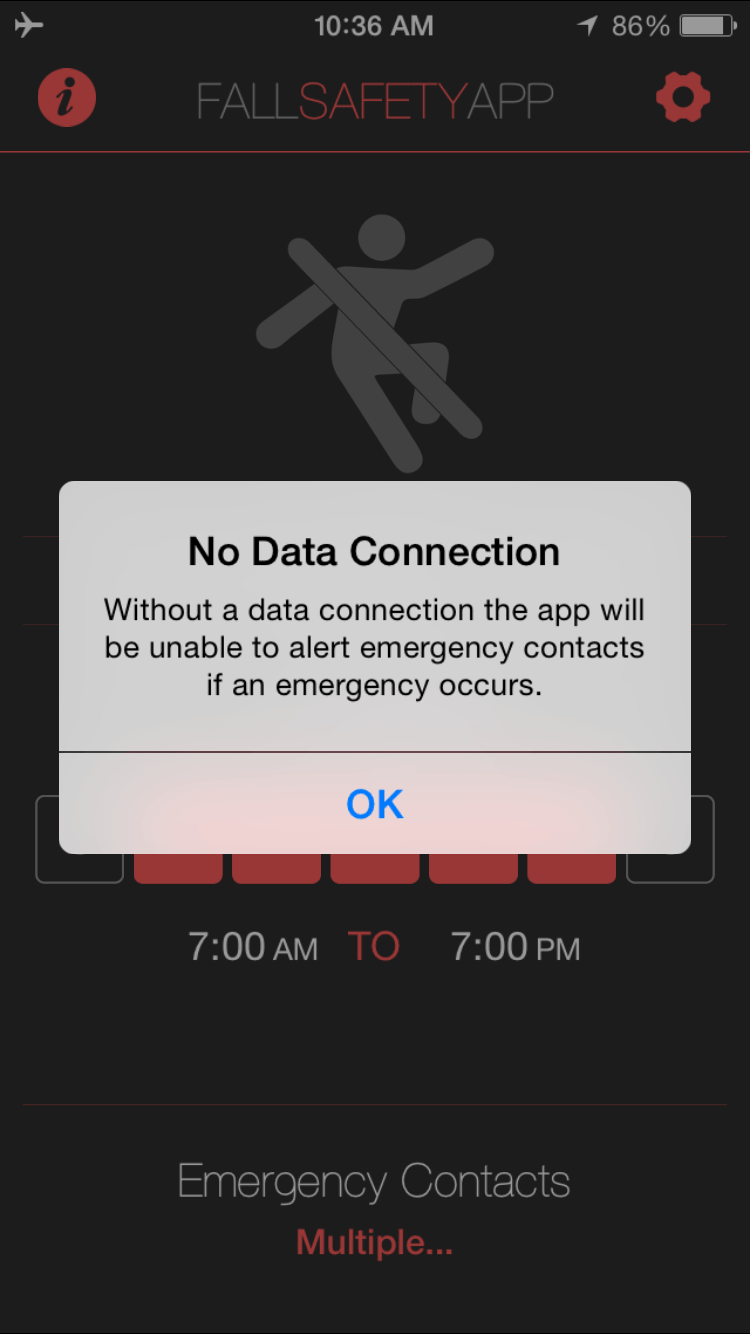 10:36 AM 86%
i FALLSAFETYAPP
No Data Connection
Without a data connection the app will
be unable to alert emergency contacts
if an emergency occurs.
OK
7:00 AM TO 7:00 PM
Emergency Contacts
Multiple...